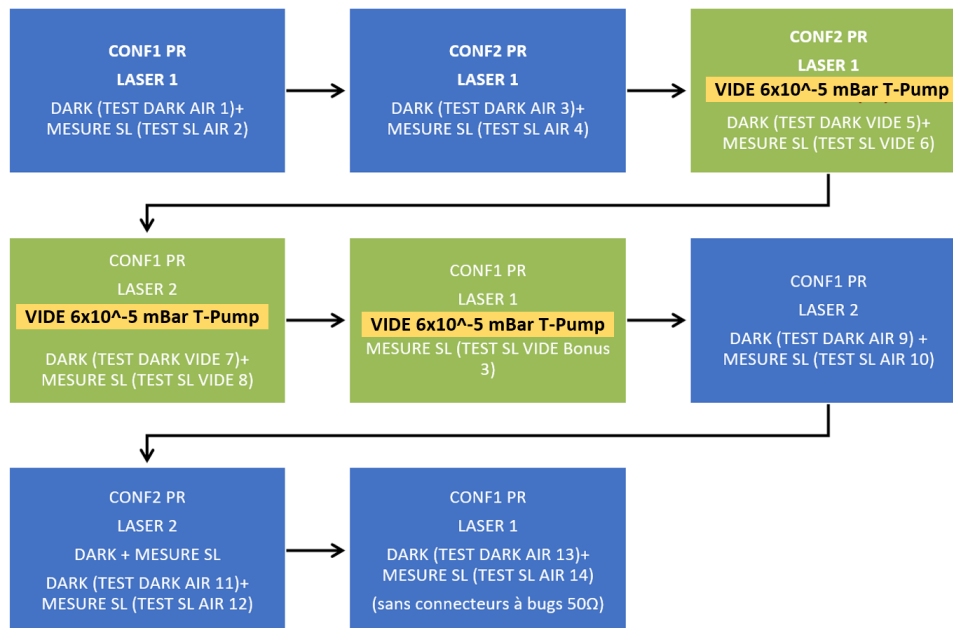 CONF1 PR
LASER 1
DARK (TEST DARK AIR 1)+
MESURE SL (TEST SL AIR 2)
CONF2 PR
LASER 1
DARK (TEST DARK AIR 3)+
MESURE SL (TEST SL AIR 4)
CONF2 PR
LASER 1
VIDE 6x10^-5 mBar T-Pump
DARK (TEST DARK VIDE 5)+
MESURE SL (TEST SL VIDE 6)
CONF1 PR
LASER 2
VIDE 6x10^-5 mBar T-Pump
DARK (TEST DARK VIDE 7)+
MESURE SL (TEST SL VIDE 8)
CONF1 PR
LASER 1
VIDE 6x10^-5 mBar T-Pump
MESURE SL (TEST SL VIDE Bonus
3)
CONF1 PR
LASER 2
DARK (TEST DARK AIR 9) +
MESURE SL (TEST SL AIR 10)
CONF2 PR
LASER 2
DARK + MESURE SL
DARK (TEST DARK AIR 11)+
MESURE SL (TEST SL AIR 12)
CONF1 PR
LASER 1
DARK (TEST DARK AIR 13)+
MESURE SL (TEST SL AIR 14)
(sans connecteurs à bugs 50Ω)